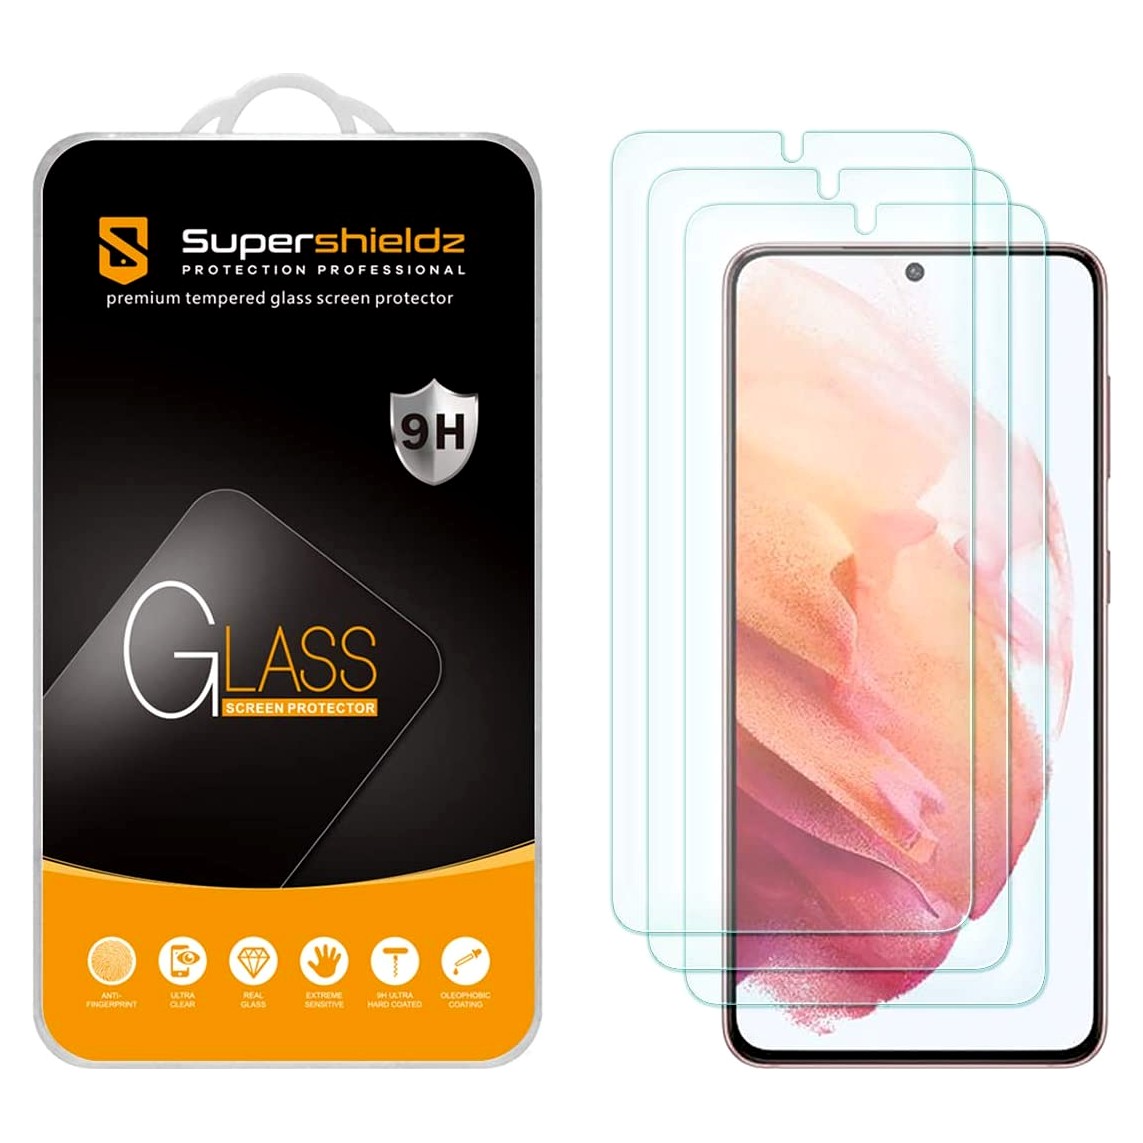 Supershieldz
PROTECTION PROFESSIONAL
premium tempered glass screen protector
9H
GLASS
SCREEN PROTECTOR
ANTI-
FINGERPRINT
ULTRA
CLEAR
REAL
GLASS
EXTREME
SENSITIVE
9H ULTRA
HARD COATED
OLEOPHOBIC
COATING